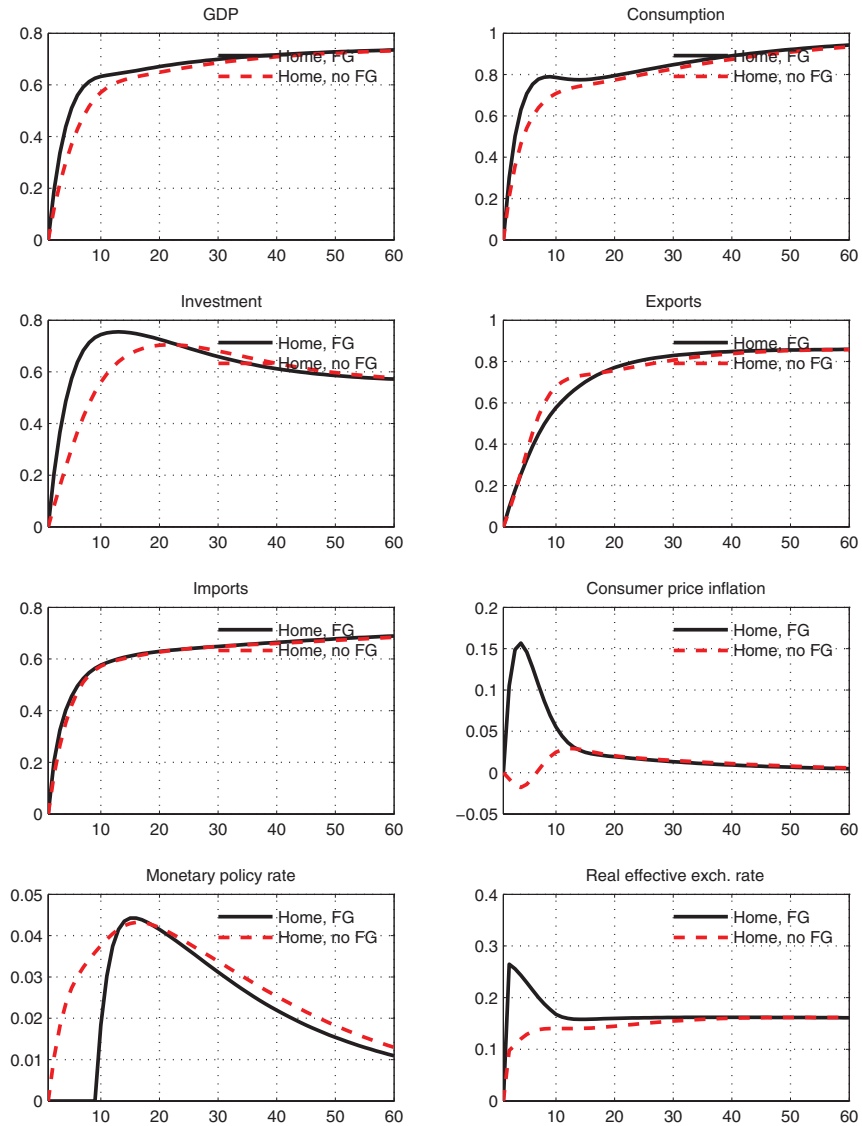 GDP
0.8
0.6
0.4
0.2
0
10 20 30 40 50 60
Home, FG
Home, no FG
Consumption
1
0.8
0.6
0.4
0.2
0
10 20 30 40 50 60
Home, FG
Home, no FG
Investment
0.8
0.6
0.4
0.2
0
10 20 30 40 50 60
Home, FG
Home, no FG
Exports
1
0.8
0.6
0.4
0.2
0
10 20 30 40 50 60
Home, FG
Home, no FG
Imports
0.8
0.6
0.4
0.2
0
10 20 30 40 50 60
Home, FG
Home, no FG
Consumer price inflation
0.2
0.15
0.1
0.05
0
−0.05
10 20 30 40 50 60
Home, FG
Home, no FG
Monetary policy rate
0.05
0.04
0.03
0.02
0.01
0
10 20 30 40 50 60
Home, FG
Home, no FG
Real effective exch. rate
0.4
0.3
0.2
0.1
0
10 20 30 40 50 60
Home, FG
Home, no FG